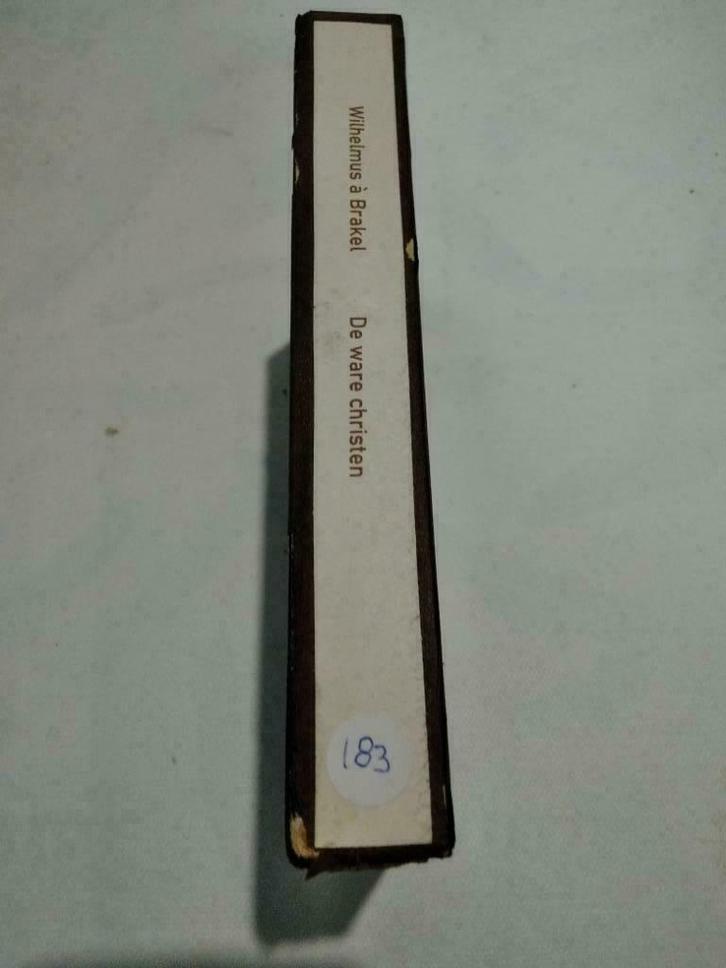 Wilhelmus à Brakel
De ware christen
183